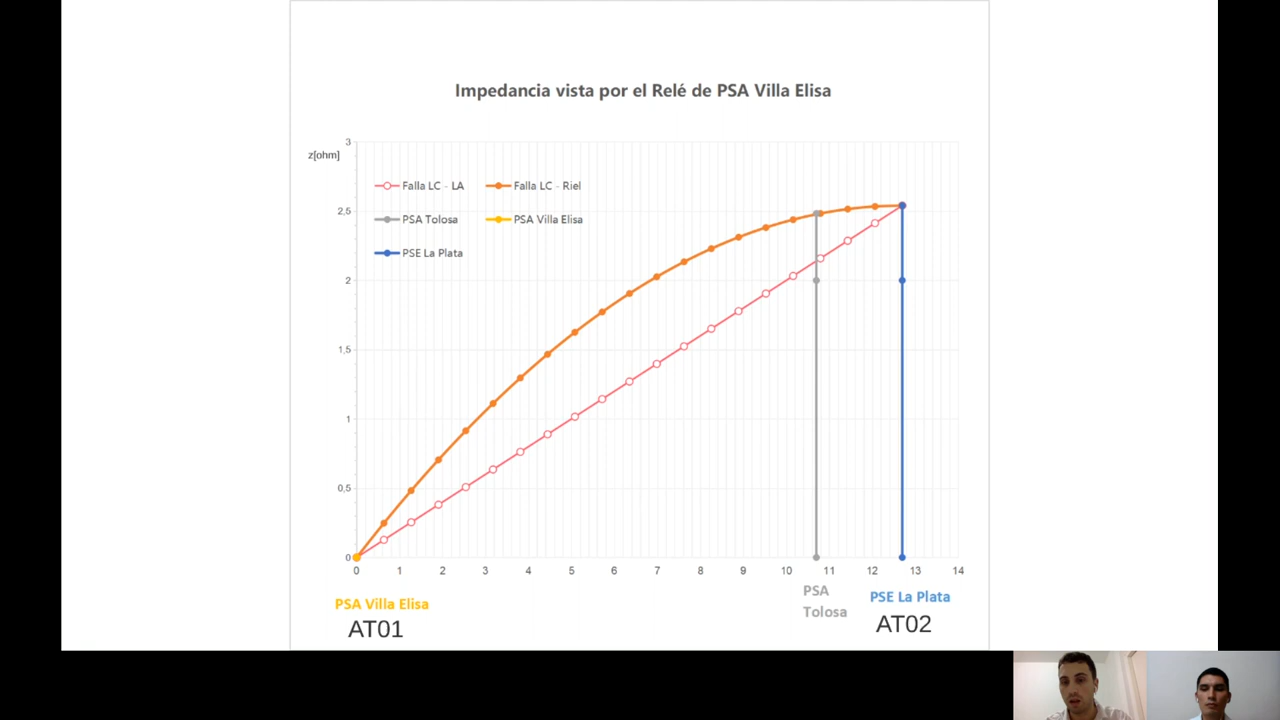 Impedancia vista por el Relé de PSA Villa Elisa
z[ohm]
3
2,5
2
1,5
1
0,5
0
Falla LC - LA
Falla LC - Riel
PSA Tolosa
PSA Villa Elisa
PSE La Plata
0 1 2 3 4 5 6 7 8 9 10 11 12 13 14
PSA Villa Elisa
AT01
PSA
Tolosa
PSE La Plata
AT02